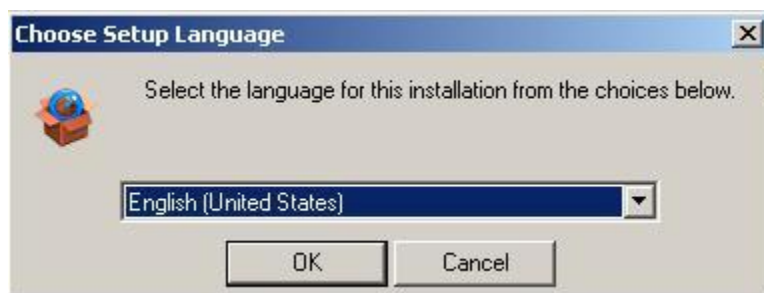 Choose Setup Language
Select the language for this installation from the choices below.
English (United States)
OK
Cancel